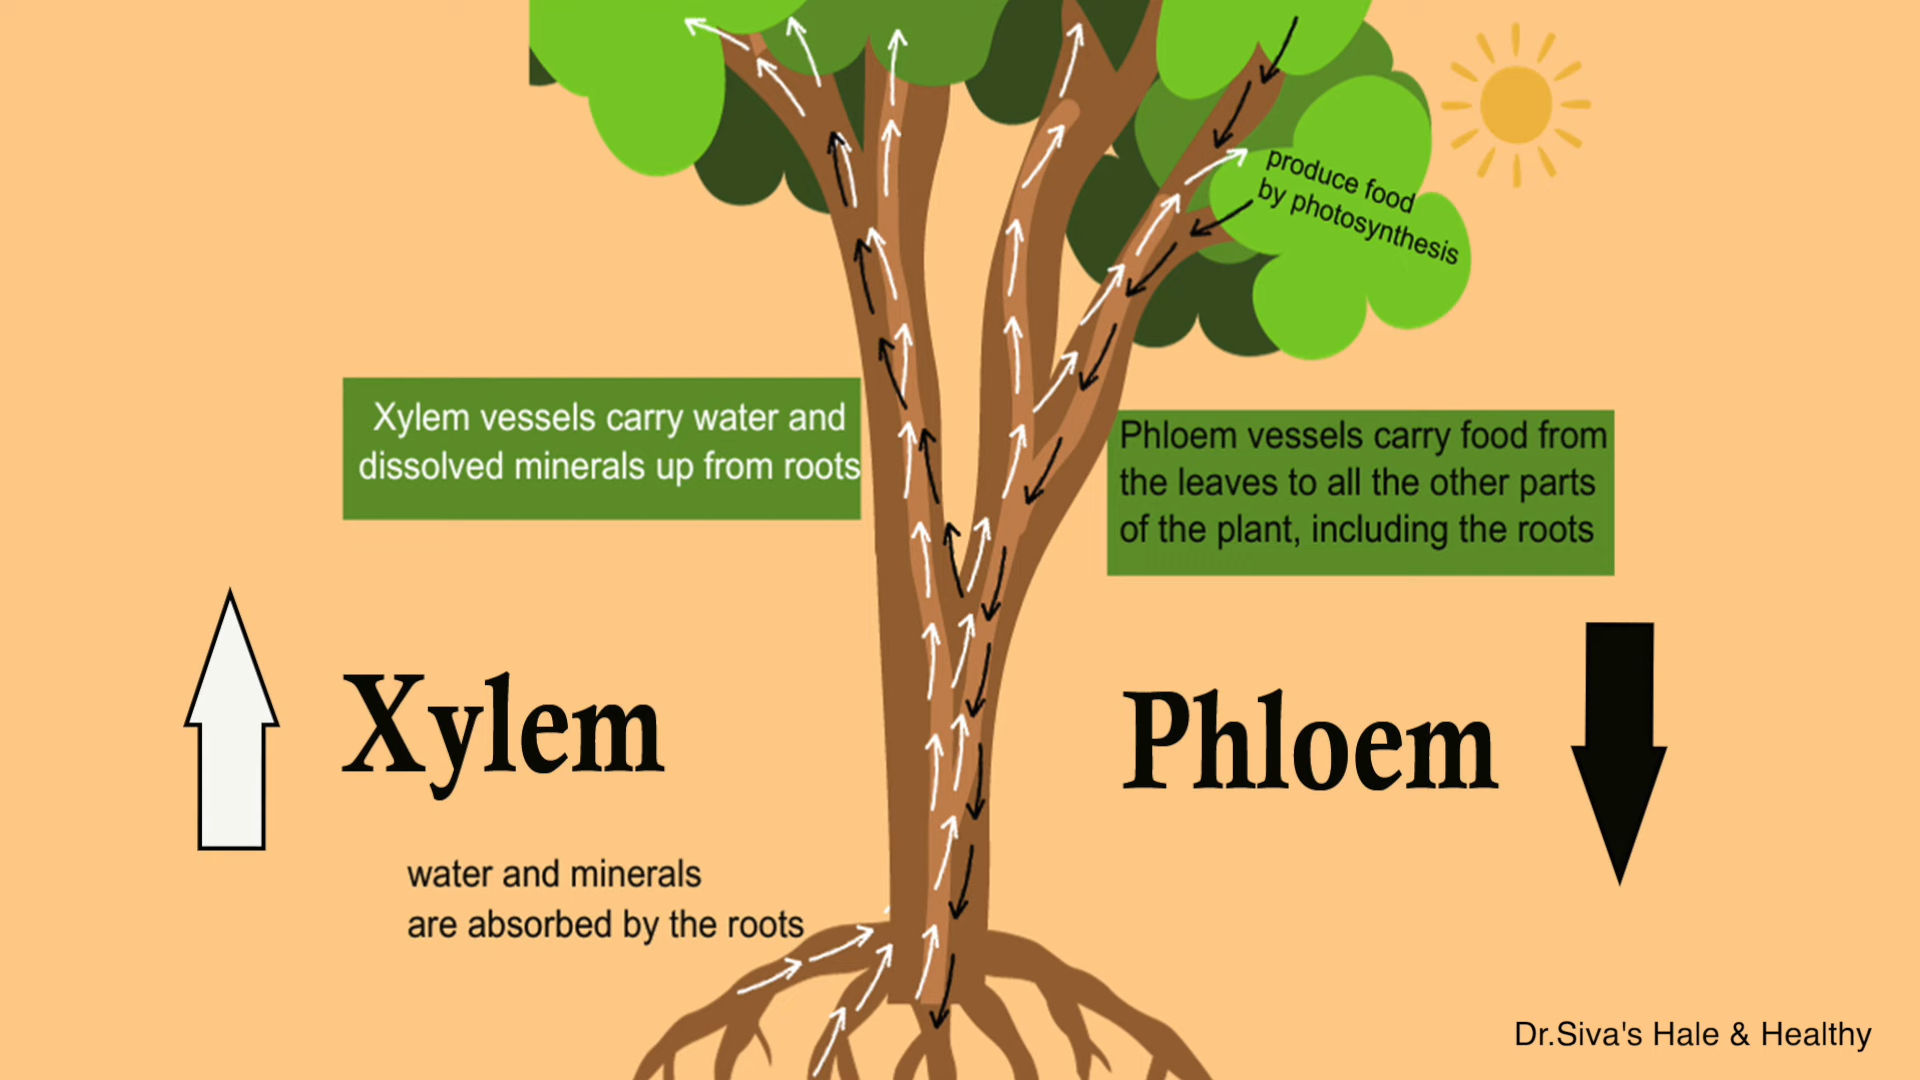 produce food
by photosynthesis
Xylem vessels carry water and
dissolved minerals up from roots
Phloem vessels carry food from
the leaves to all the other parts
of the plant, including the roots
Xylem
Phloem
water and minerals
are absorbed by the roots
Dr.Siva's Hale & Healthy